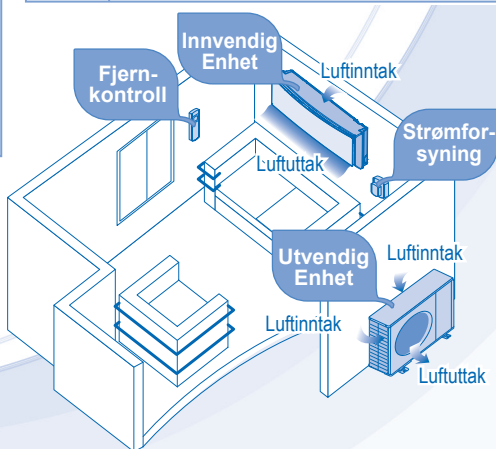 Innvendig
Enhet
Luftinntak
Fjern-
kontroll
Strømfor-
syning
Luftuttak
Utvendig
Enhet
Luftinntak
Luftinntak
Luftuttak